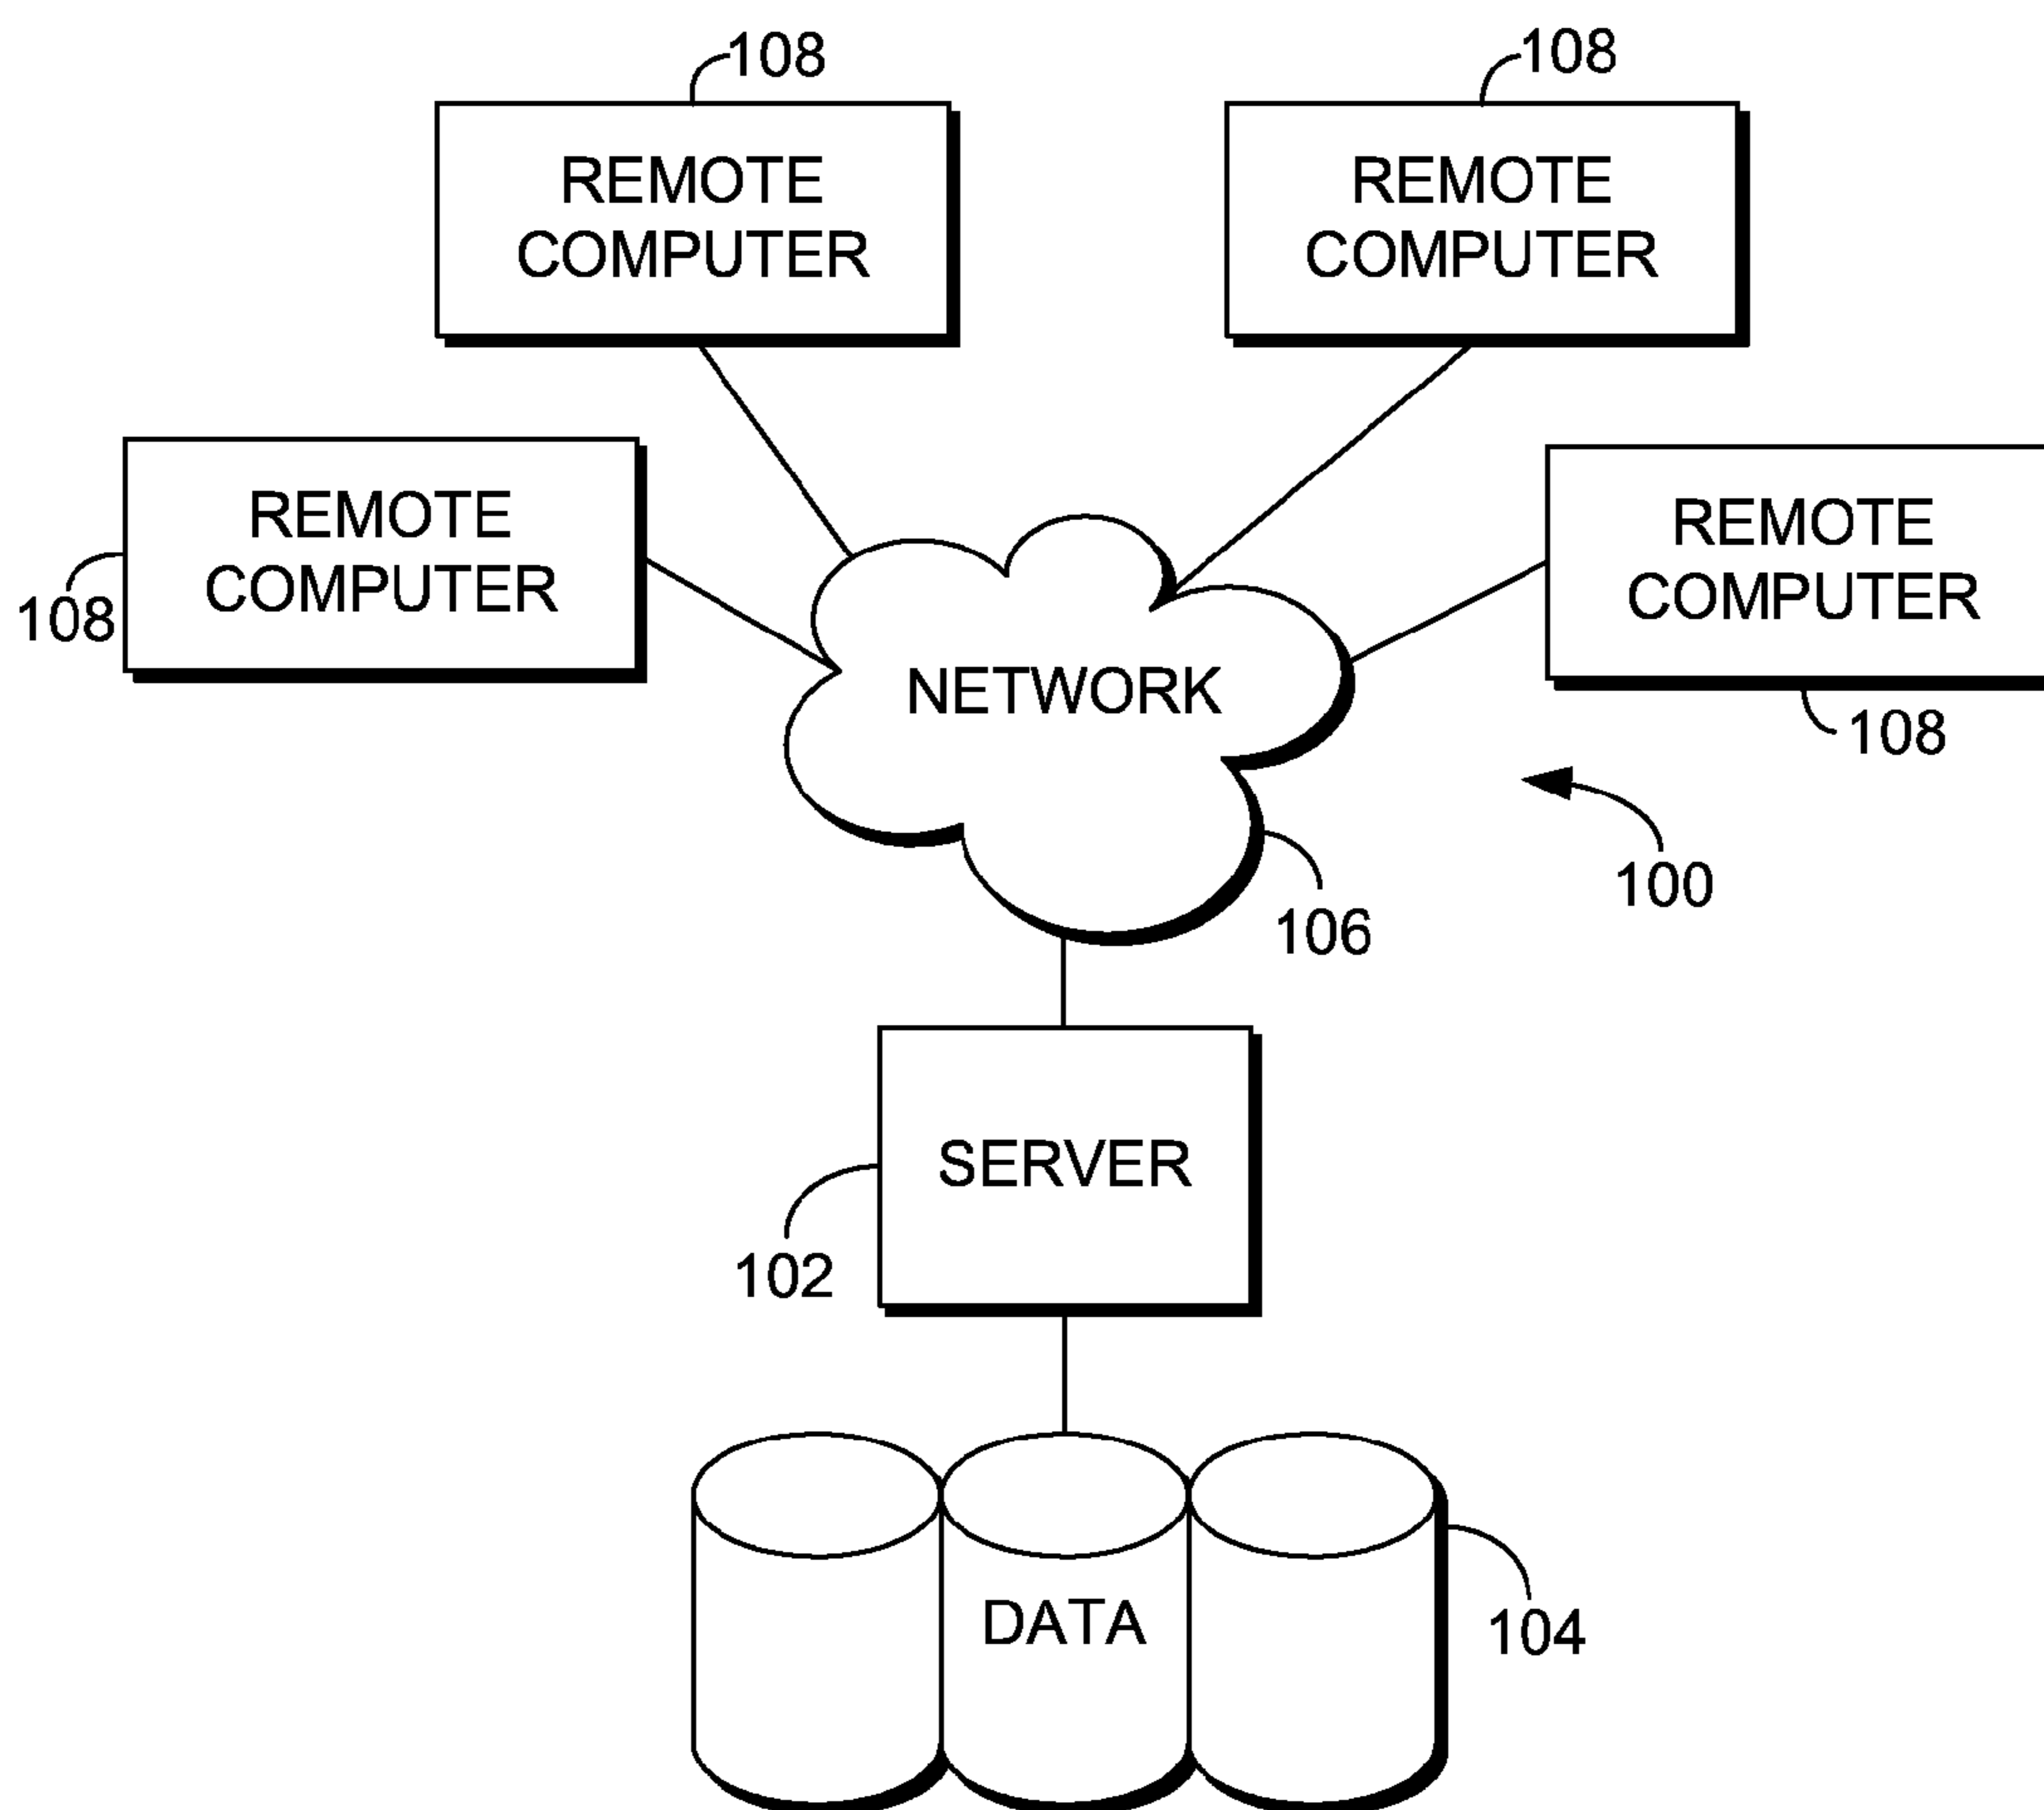 108
108
REMOTE
COMPUTER
REMOTE
COMPUTER
REMOTE
COMPUTER
108
REMOTE
COMPUTER
108
NETWORK
100
106
SERVER
102
DATA
104